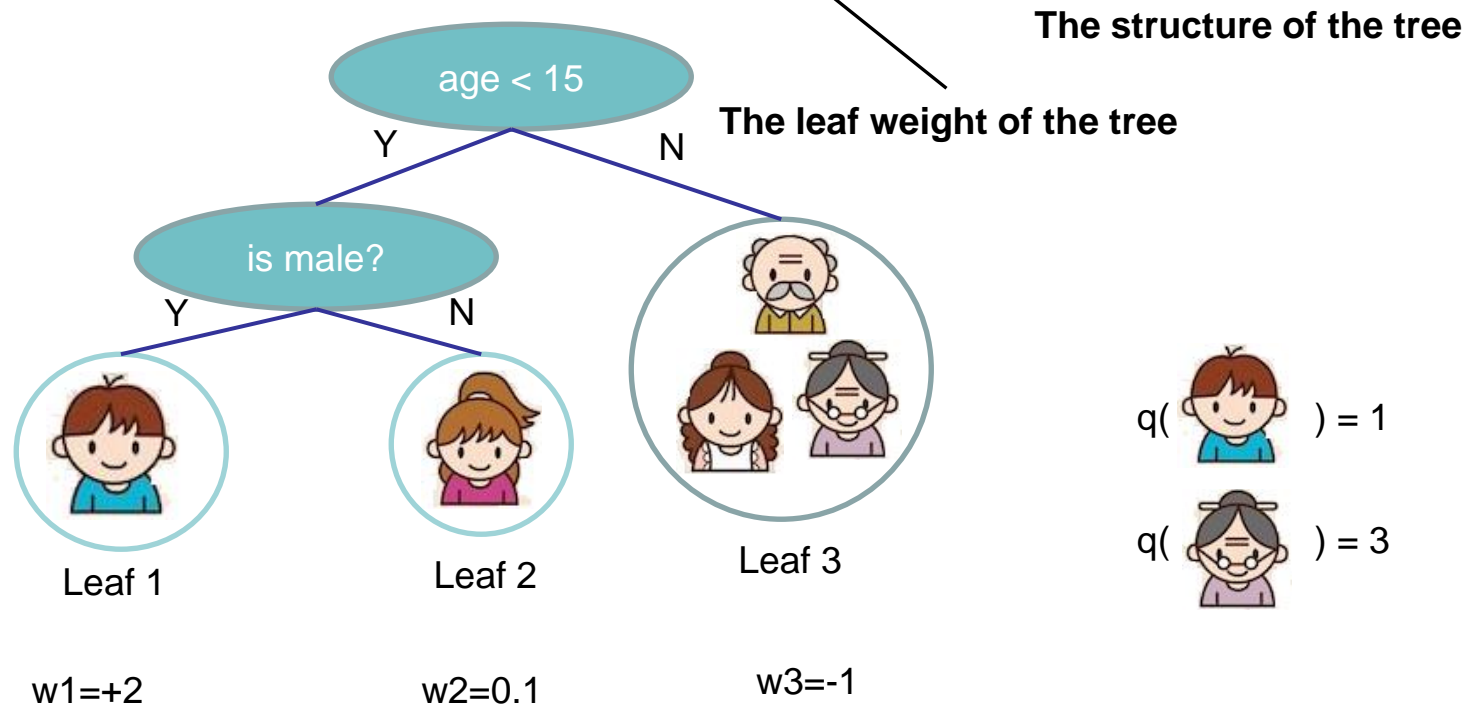 The structure of the tree
age < 15
The leaf weight of the tree
Y
N
is male?
Y
N
q( ) = 1
q( ) = 3
Leaf 1
Leaf 2
Leaf 3
w1=+2
w2=0.1
w3=-1